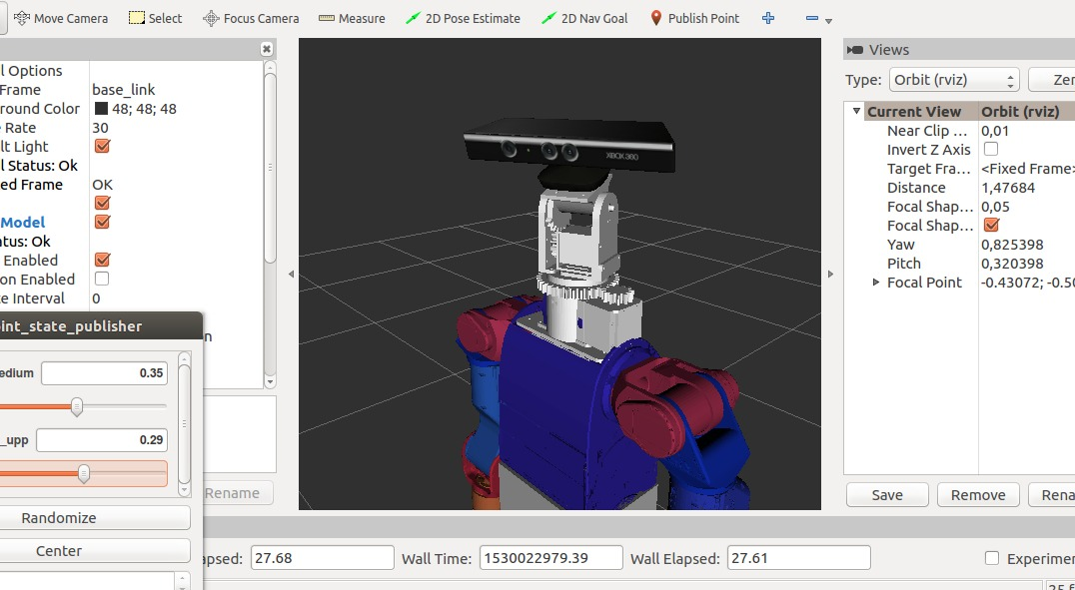 Move Camera Select Focus Camera Measure 2D Pose Estimate 2D Nav Goal Publish Point
l Options
Frame base_link
round Color 48; 48; 48
Rate 30
lt Light
l Status: Ok
ed Frame OK
Model
atus: Ok
Enabled
on Enabled
te Interval 0
n
int_state_publisher
edium 0.35
_upp 0.29
Randomize
Center
Rename
XBOX 360
Views
Type: Orbit (rviz) Zer
Current View Orbit (rviz)
Near Clip ... 0,01
Invert Z Axis
Target Fra... <Fixed Frame>
Distance 1,47684
Focal Shap... 0,05
Focal Shap...
Yaw 0,825398
Pitch 0,320398
Focal Point -0.43072; -0.50
Save Remove Rena
apsed: 27.68 Wall Time: 1530022979.39 Wall Elapsed: 27.61 Experimen